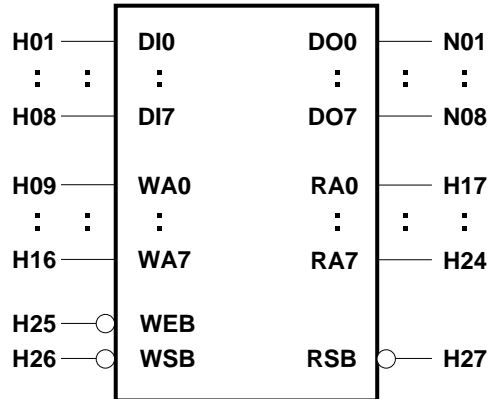 H01 DI0 DO0 N01
: : : : : :
H08 DI7 DO7 N08
H09 WA0 RA0 H17
: : : : : :
H16 WA7 RA7 H24
H25 WEB
H26 WSB RSB H27